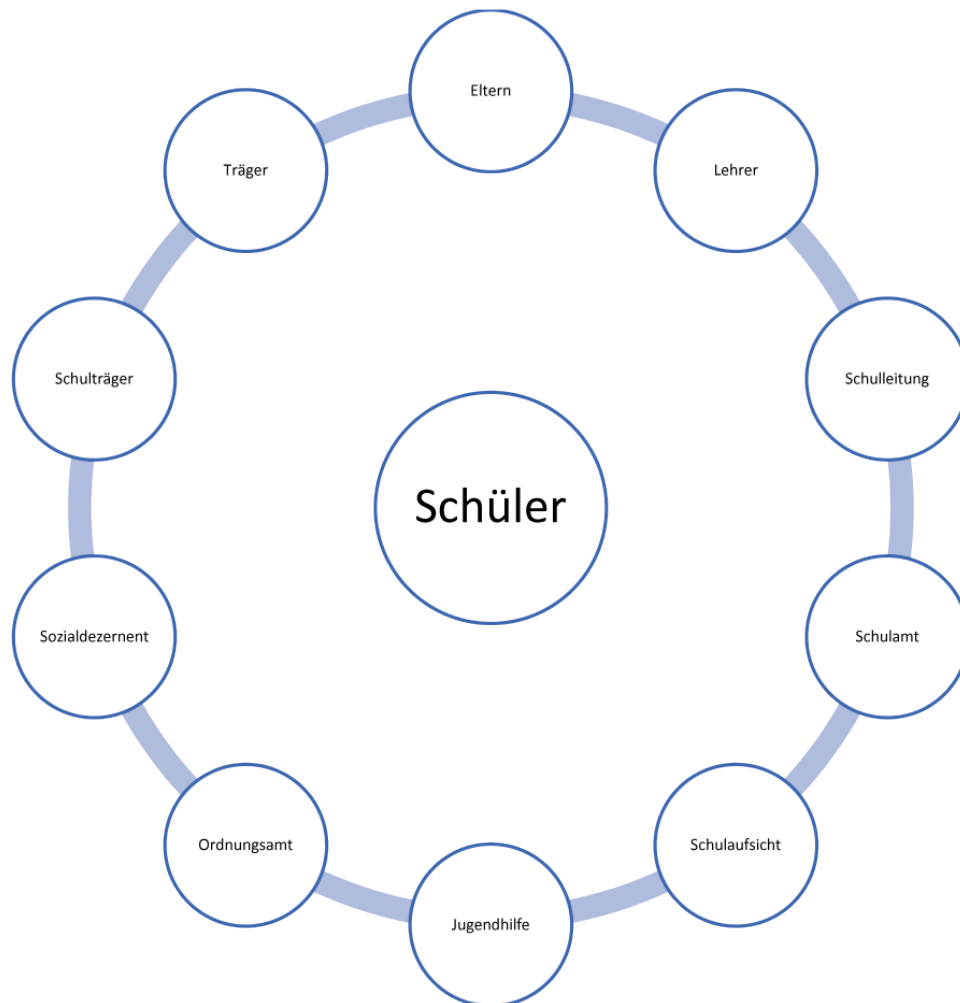 Eltern
Lehrer
Schulleitung
Schulamt
Schulaufsicht
Jugendhilfe
Ordnungsamt
Sozialdezernent
Schulträger
Träger
Schüler